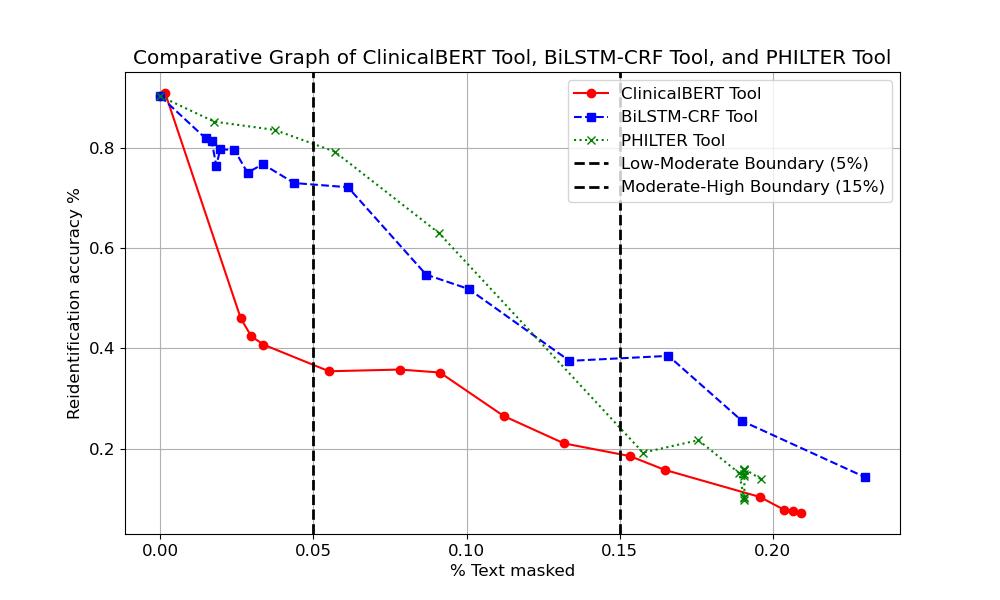 Comparative Graph of ClinicalBERT Tool, BiLSTM-CRF Tool, and PHILTER Tool
ClinicalBERT Tool
BiLSTM-CRF Tool
PHILTER Tool
Low-Moderate Boundary (5%)
Moderate-High Boundary (15%)
Reidentification accuracy %
0.8
0.6
0.4
0.2
0.00 0.05 0.10 0.15 0.20
% Text masked